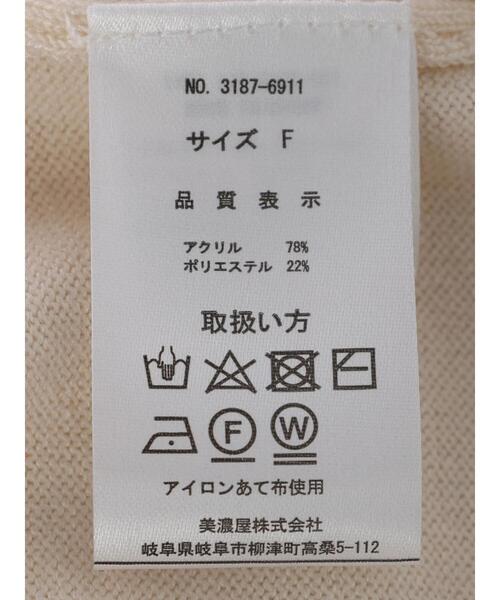 NO. 3187-6911
サイズ F
品質表示
アクリル 78%
ポリエステル 22%
取扱い方
F W
アイロンあて布使用
美濃屋株式会社
岐阜県岐阜市柳津町高桑5-112